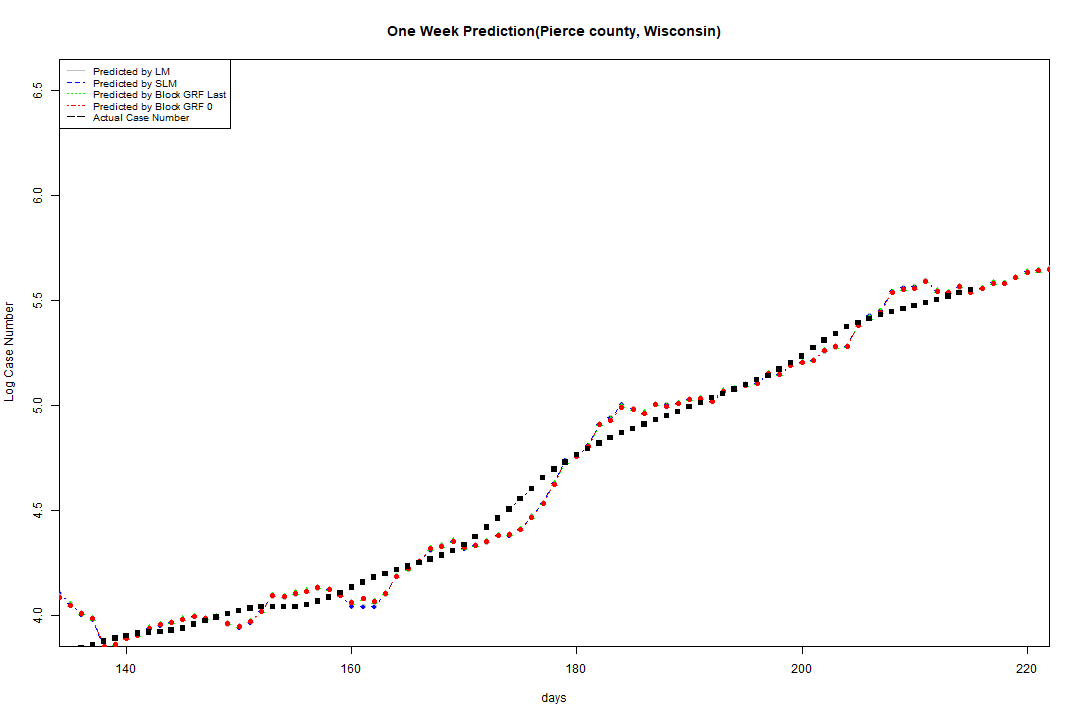 One Week Prediction(Pierce county, Wisconsin)
Predicted by LM
Predicted by SLM
Predicted by Block GRF Last
Predicted by Block GRF 0
Actual Case Number
Log Case Number
6.5
6.0
5.5
5.0
4.5
4.0
140 160 180 200 220
days